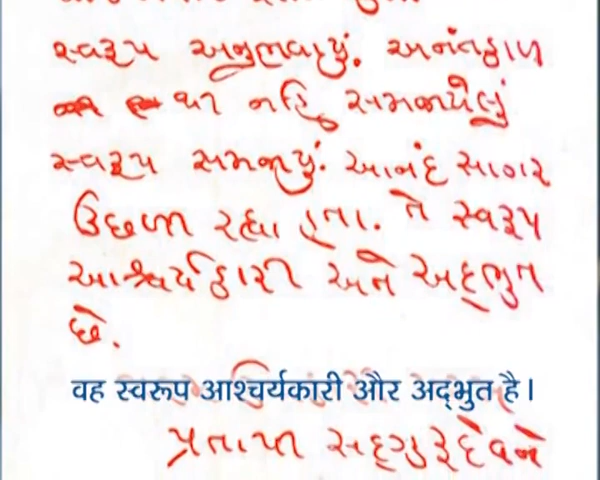 સ્વરૂપ અનુભવાયું. અનંતકાળ
થી નહિ સમજાયેલું
સ્વરૂપ સમજાયું. આનંદ સાગર
ઉછળી રહ્યા હતા. તે સ્વરૂપ
આશ્ચર્યકારી અને અદ્ભુત
છે.
वह स्वरूप आश्चर्यकारी और अद्भुत है।
પ્રતાપી સદ્ગુરૂદેવને